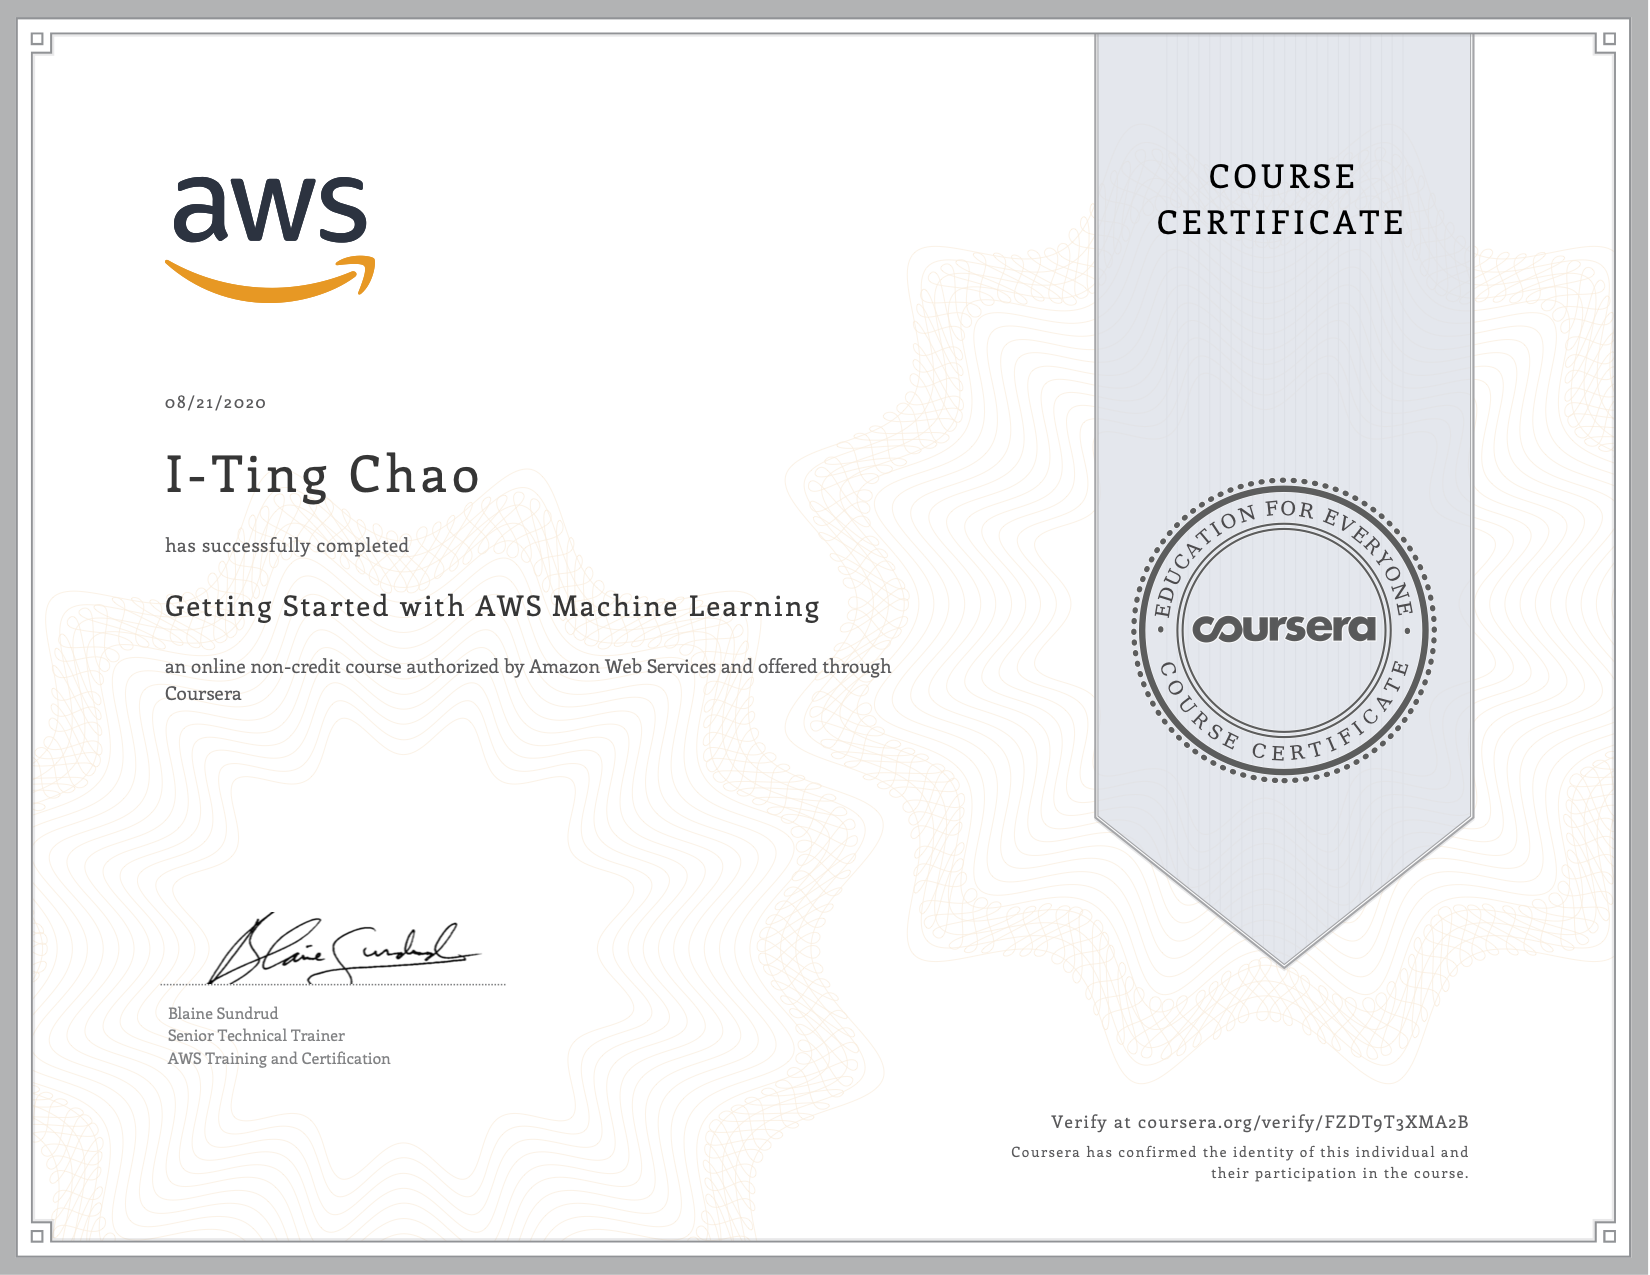 aws
COURSE
CERTIFICATE
08/21/2020
I-Ting Chao
has successfully completed
Getting Started with AWS Machine Learning
an online non-credit course authorized by Amazon Web Services and offered through
Coursera
EDUCATION FOR EVERYONE
coursera
COURSE CERTIFICATE
Blaine Sundrud
Blaine Sundrud
Senior Technical Trainer
AWS Training and Certification
Verify at coursera.org/verify/FZDT9T3XMA2B
Coursera has confirmed the identity of this individual and
their participation in the course.